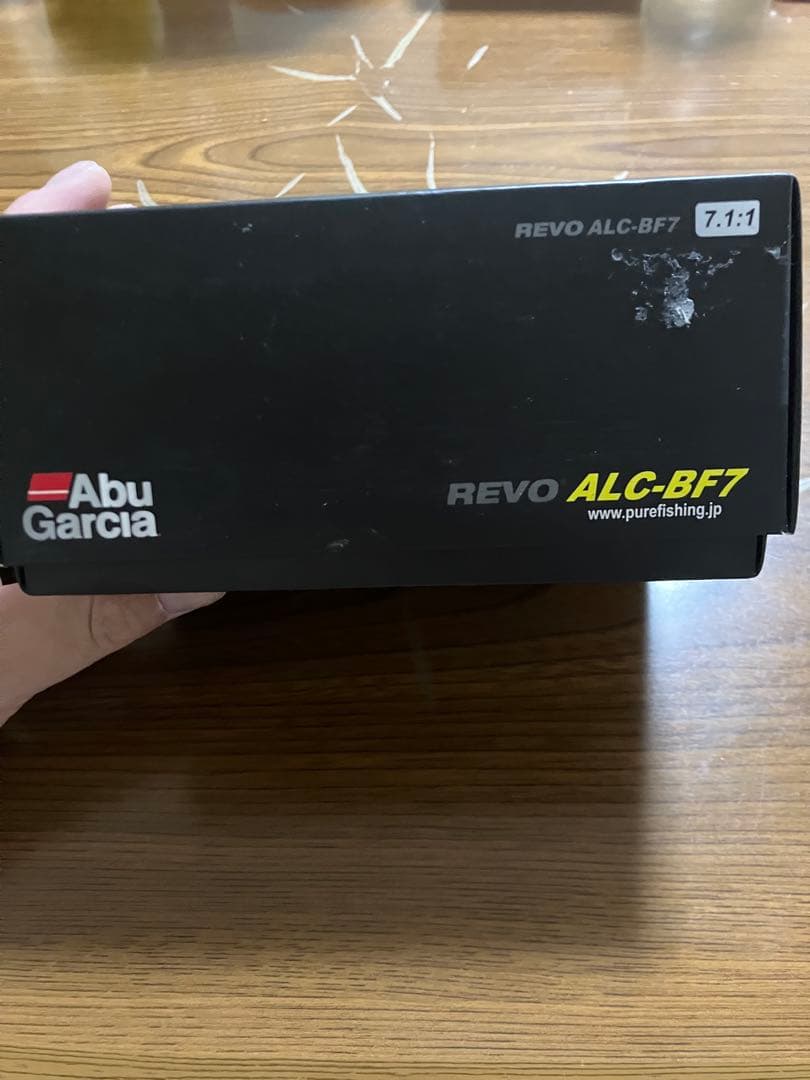 REVO ALC-BF7 7.1:1
Abu
Garcia
REVO ALC-BF7
www.purefishing.jp